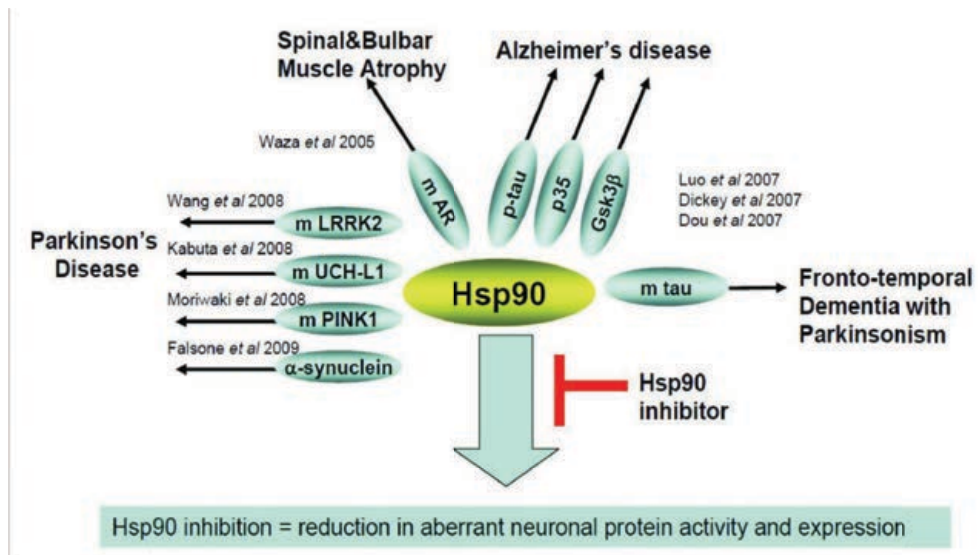 Spinal&Bulbar
Muscle Atrophy
Alzheimer's disease
Waza et al 2005
m AR
p-tau
p35
Gsk3β
Luo et al 2007
Dickey et al 2007
Dou et al 2007
Wang et al 2008
m LRRK2
Parkinson's
Disease
Kabuta et al 2008
m UCH-L1
Hsp90
m tau
Fronto-temporal
Dementia with
Parkinsonism
Moriwaki et al 2008
m PINK1
Falsone et al 2009
α-synuclein
Hsp90
inhibitor
Hsp90 inhibition = reduction in aberrant neuronal protein activity and expression